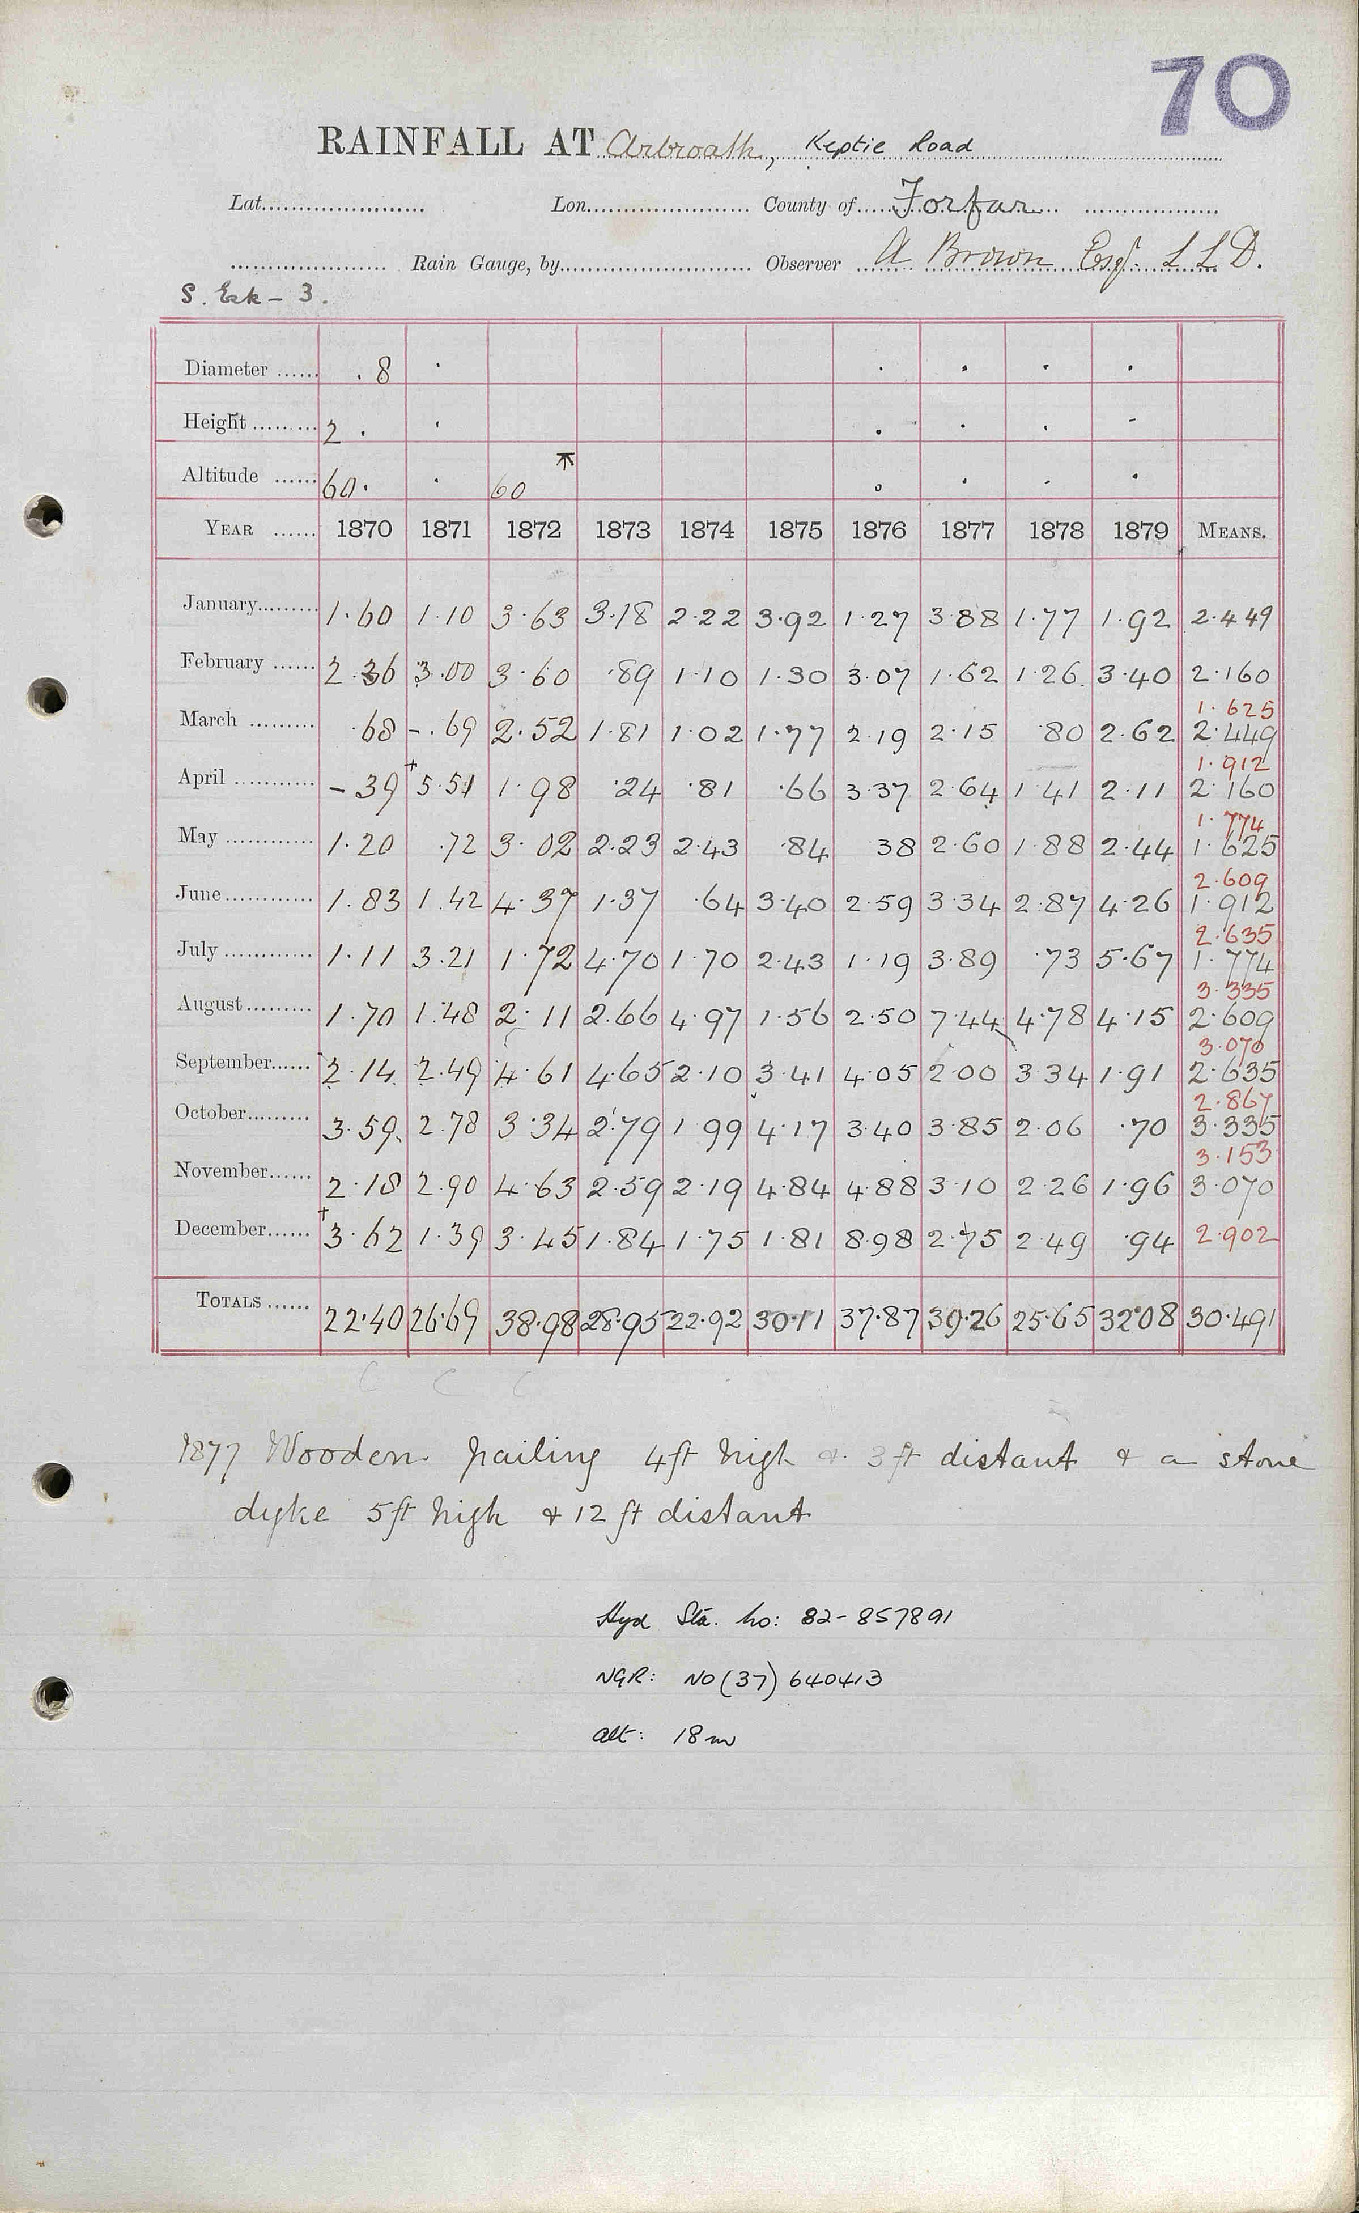 70
RAINFALL AT Arbroath, Keptie Road
Lat. Lon. County of Forfar
Rain Gauge, by Observer A Brown Esq. L L D.
S. Esk - 3.
Diameter ...... .8
Height ......... 2 .
Altitude ...... 60. 60
YEAR ...... 1870 1871 1872 1873 1874 1875 1876 1877 1878 1879 MEANS.
January......... 1.60 1.10 3.63 3.18 2.22 3.92 1.27 3.88 1.77 1.92 2.449
February ...... 2.36 3.00 3.60 .89 1.10 1.30 3.07 1.62 1.26 3.40 2.160
1.625
March ......... .68 -.69 2.52 1.81 1.02 1.77 2.19 2.15 .80 2.62 2.449
1.912
April ............ -39 +5.51 1.98 .24 .81 .66 3.37 2.64 1.41 2.11 2.160
1.774
May ............ 1.20 .72 3.02 2.23 2.43 .84 38 2.60 1.88 2.44 1.625
2.609
June ............ 1.83 1.42 4.37 1.37 .64 3.40 2.59 3.34 2.87 4.26 1.912
2.635
July ............ 1.11 3.21 1.72 4.70 1.70 2.43 1.19 3.89 .73 5.67 1.774
3.335
August ......... 1.70 1.48 2.11 2.66 4.97 1.56 2.50 7.44 4.78 4.15 2.609
3.070
September...... 2.14 2.49 4.61 4.65 2.10 3.41 4.05 2.00 3.34 1.91 2.635
2.867
October......... 3.59 2.78 3.34 2.79 1.99 4.17 3.40 3.85 2.06 .70 3.335
3.153
November...... 2.18 2.90 4.63 2.59 2.19 4.84 4.88 3.10 2.26 1.96 3.070
December...... +3.62 1.39 3.45 1.84 1.75 1.81 8.98 2.75 2.49 .94 2.902
TOTALS ...... 22.40 26.69 38.98 28.95 22.92 30.11 37.87 39.26 25.65 32.08 30.491
1877 Wooden pailing 4ft high & 3ft distant & a stone
dyke 5ft high & 12 ft distant
Hyd Sta. No: 82-857891
NGR: NO (37) 640413
Alt: 18m